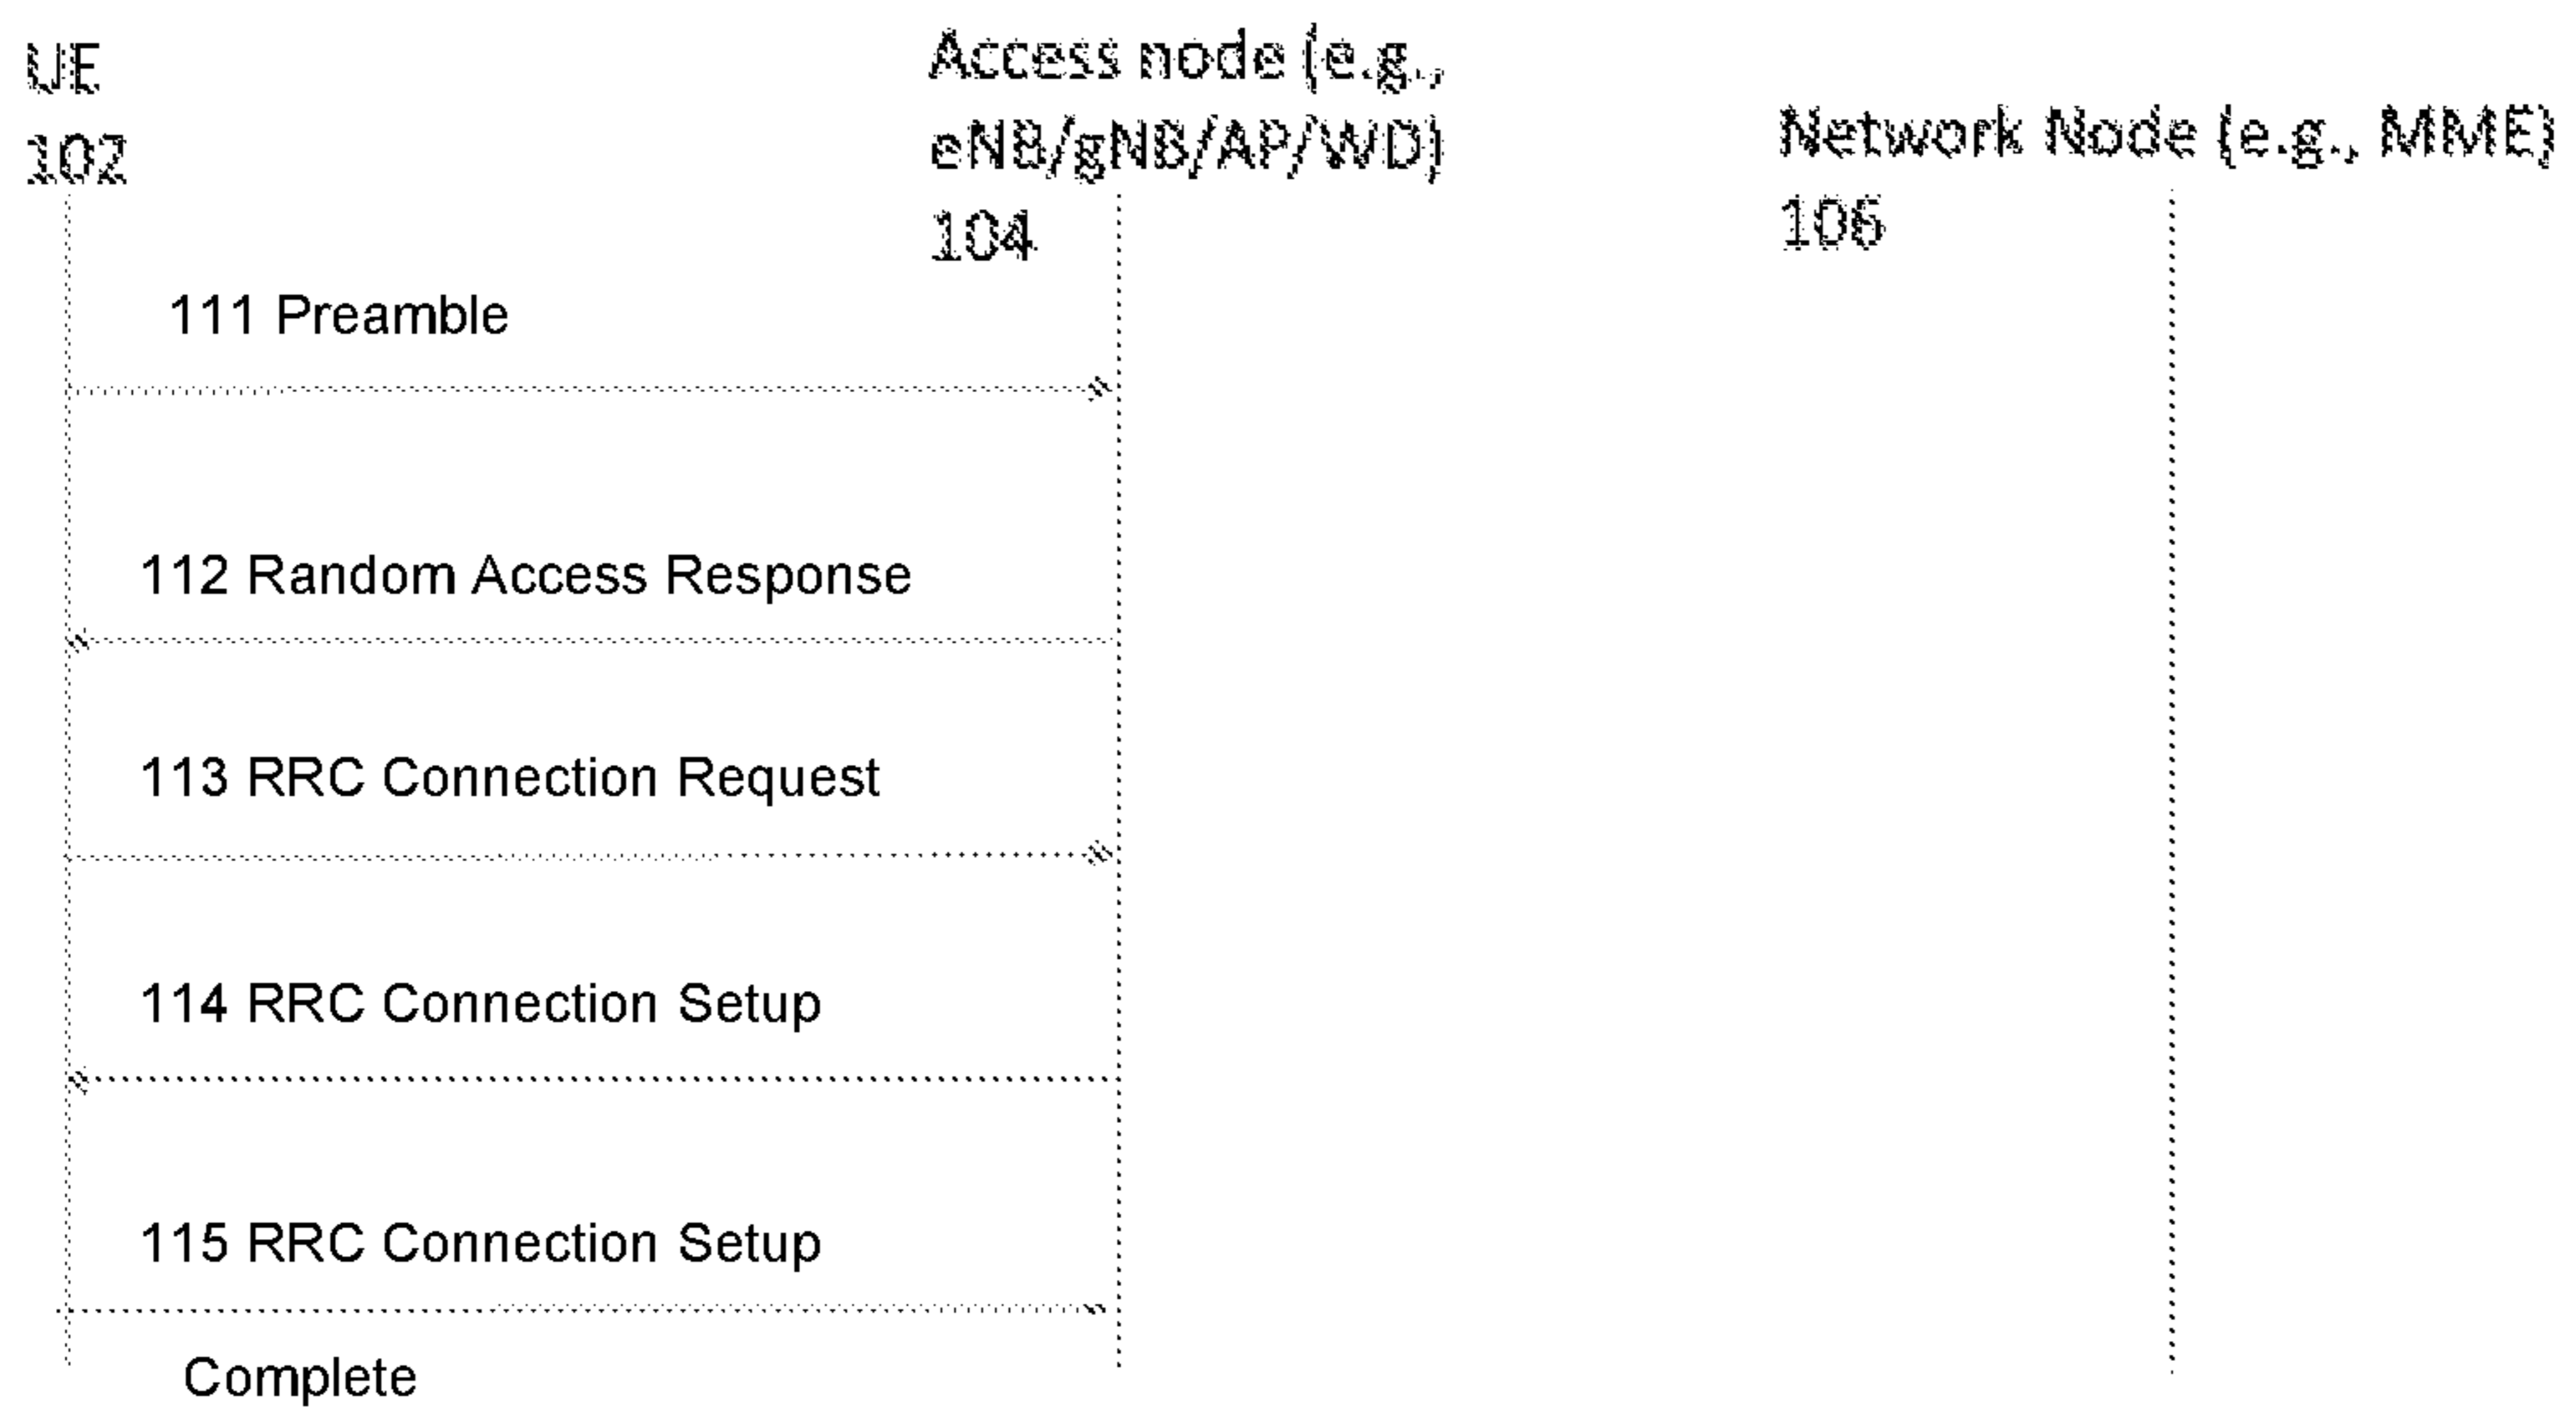 UE
102
Access node (e.g.,
eNB/gNB/AP/WD)
104
Network Node (e.g., MME)
106
111 Preamble
112 Random Access Response
113 RRC Connection Request
114 RRC Connection Setup
115 RRC Connection Setup
Complete